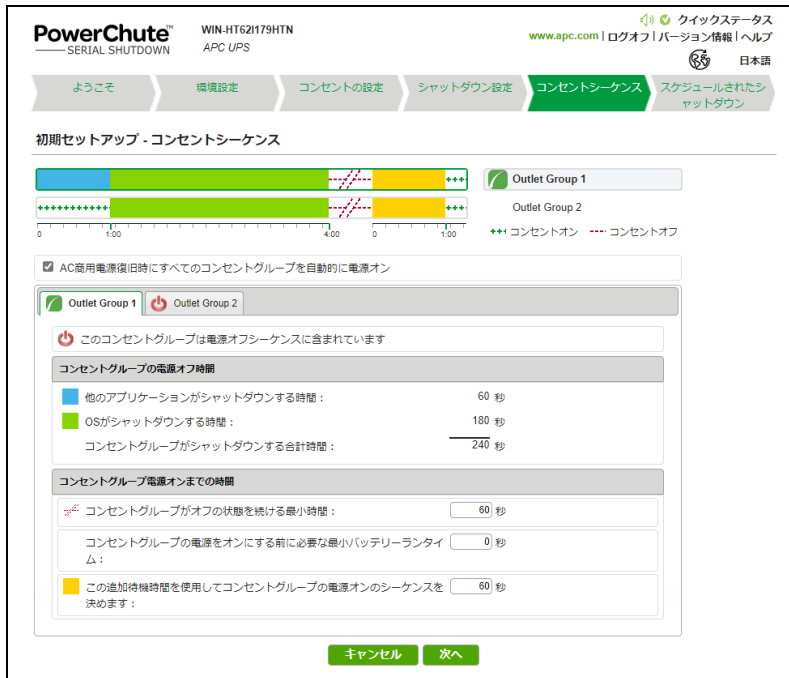 PowerChute™
SERIAL SHUTDOWN
WIN-HT62I179HTN
APC UPS
クイックステータス
www.apc.com | ログオフ | バージョン情報 | ヘルプ
日本語
ようこそ
環境設定
コンセントの設定
シャットダウン設定
コンセントシーケンス
スケジュールされたシ
ャットダウン
初期セットアップ - コンセントシーケンス
Outlet Group 1
Outlet Group 2
0 1:00 4:00 0 1:00
コンセントオン コンセントオフ
AC商用電源復旧時にすべてのコンセントグループを自動的に電源オン
Outlet Group 1
Outlet Group 2
このコンセントグループは電源オフシーケンスに含まれています
コンセントグループの電源オフ時間
他のアプリケーションがシャットダウンする時間: 60 秒
OSがシャットダウンする時間: 180 秒
コンセントグループがシャットダウンする合計時間: 240 秒
コンセントグループ電源オンまでの時間
コンセントグループがオフの状態を続ける最小時間: 60 秒
コンセントグループの電源をオンにする前に必要な最小バッテリーランタイ 0 秒
ム:
この追加待機時間を使用してコンセントグループの電源オンのシーケンスを 60 秒
決めます:
キャンセル
次へ